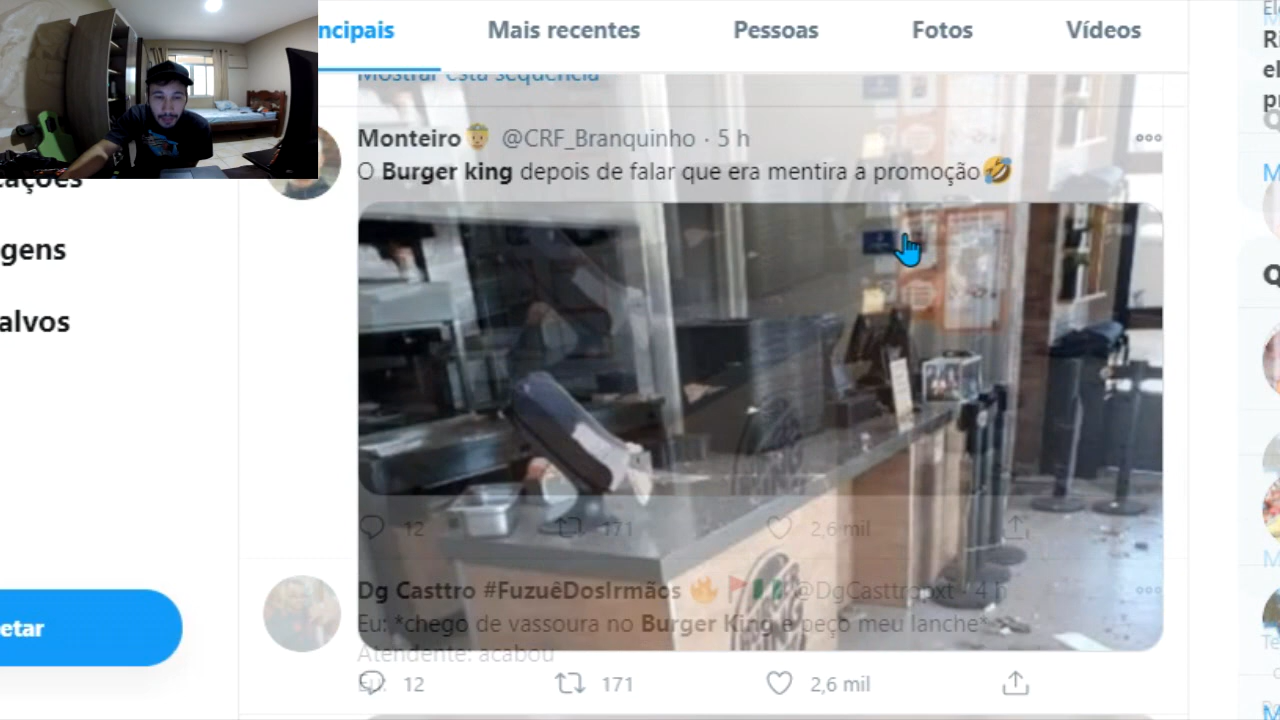 ncipais
Mais recentes
Pessoas
Fotos
Vídeos
Mostrar esta sequência
Monteiro @CRF_Branquinho · 5 h
O Burger king depois de falar que era mentira a promoção🤣
gens
alvos
12
171
2,6 mil
Dg Casttro #FuzuêDosIrmãos 🔥 🚩 🇳🇬 @DgCasttropxt · 4 h
Eu: *chego de vassoura no Burger King e peço meu lanche*
Atendente: acabou
Eu:
12
171
2,6 mil
etar